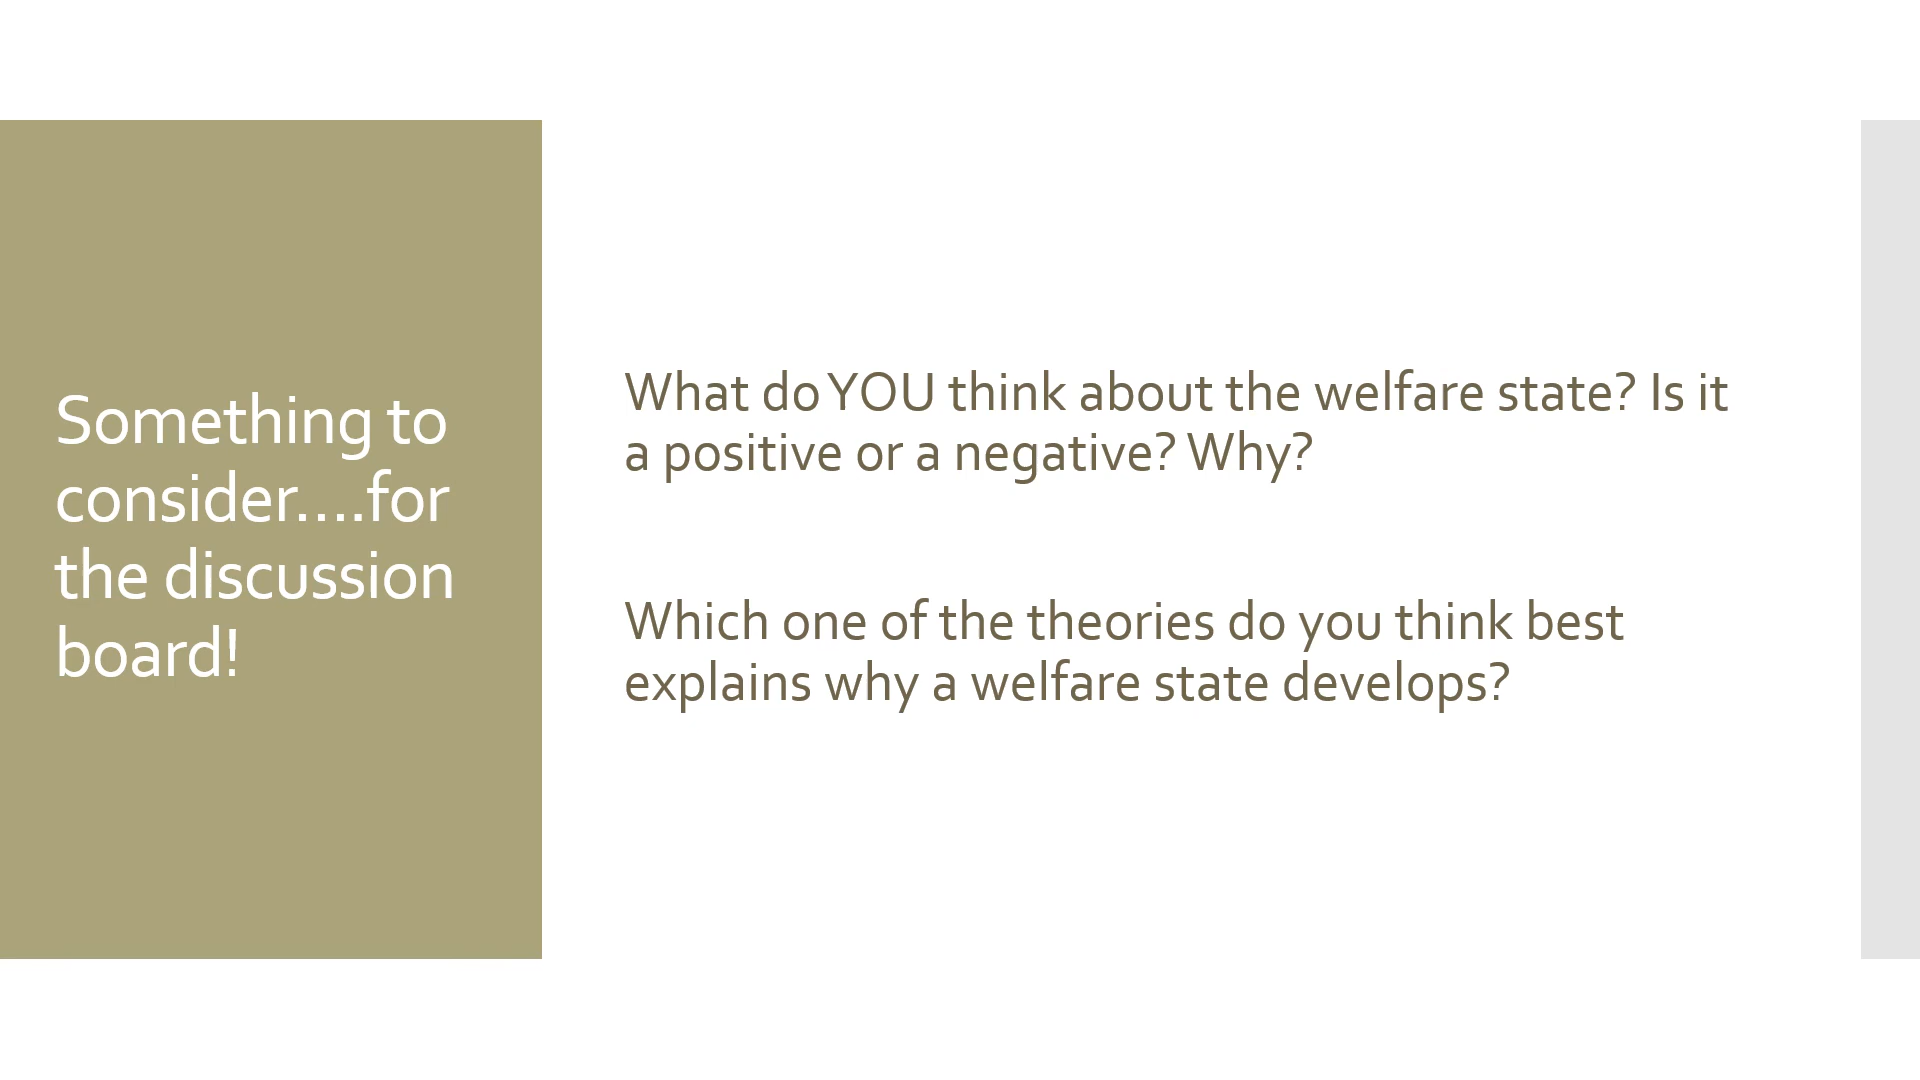 Something to
consider....for
the discussion
board!
What do YOU think about the welfare state? Is it
a positive or a negative? Why?
Which one of the theories do you think best
explains why a welfare state develops?